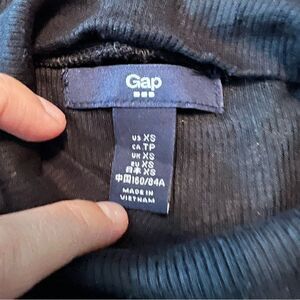 Gap
US XS
CA TP
UK XS
EU XS
日本 XS
中国160/84A
MADE IN
VIETNAM